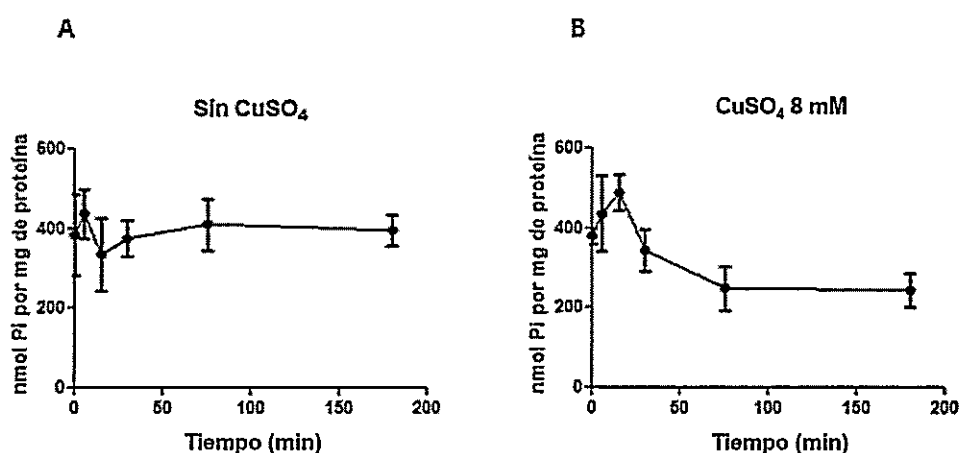 A
Sin CuSO4
nmol Pi por mg de proteína
600
400
200
0
0
50
100
150
200
Tiempo (min)
B
CuSO4 8 mM
nmol Pi por mg de proteína
600
400
200
0
0
50
100
150
200
Tiempo (min)